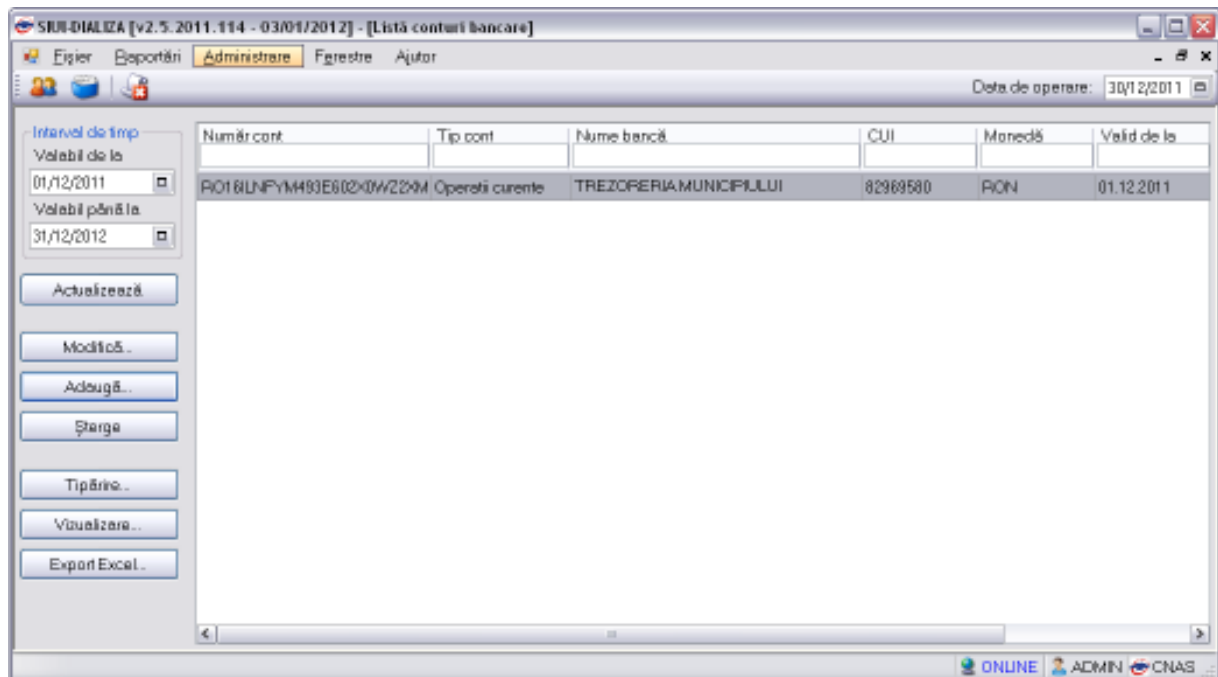 SIUI-DIALIZA [v2.5.2011.114 - 03/01/2012] - [Listă conturi bancare]
Fișier Raportări Administrare Ferestre Ajutor
Data de operare: 30/12/2011
Interval de timp
Valabil de la
01/12/2011
Valabil până la
31/12/2012
Actualizează
Modifică...
Adaugă...
Șterge
Tipărire...
Vizualizare...
Export Excel...
Număr cont Tip cont Nume bancă CUI Monedă Valid de la
RO16ILNFYM493E602X0WZ2XM Operatii curente TREZORERIA MUNICIPIULUI 82969580 RON 01.12.2011
ONLINE ADMIN CNAS